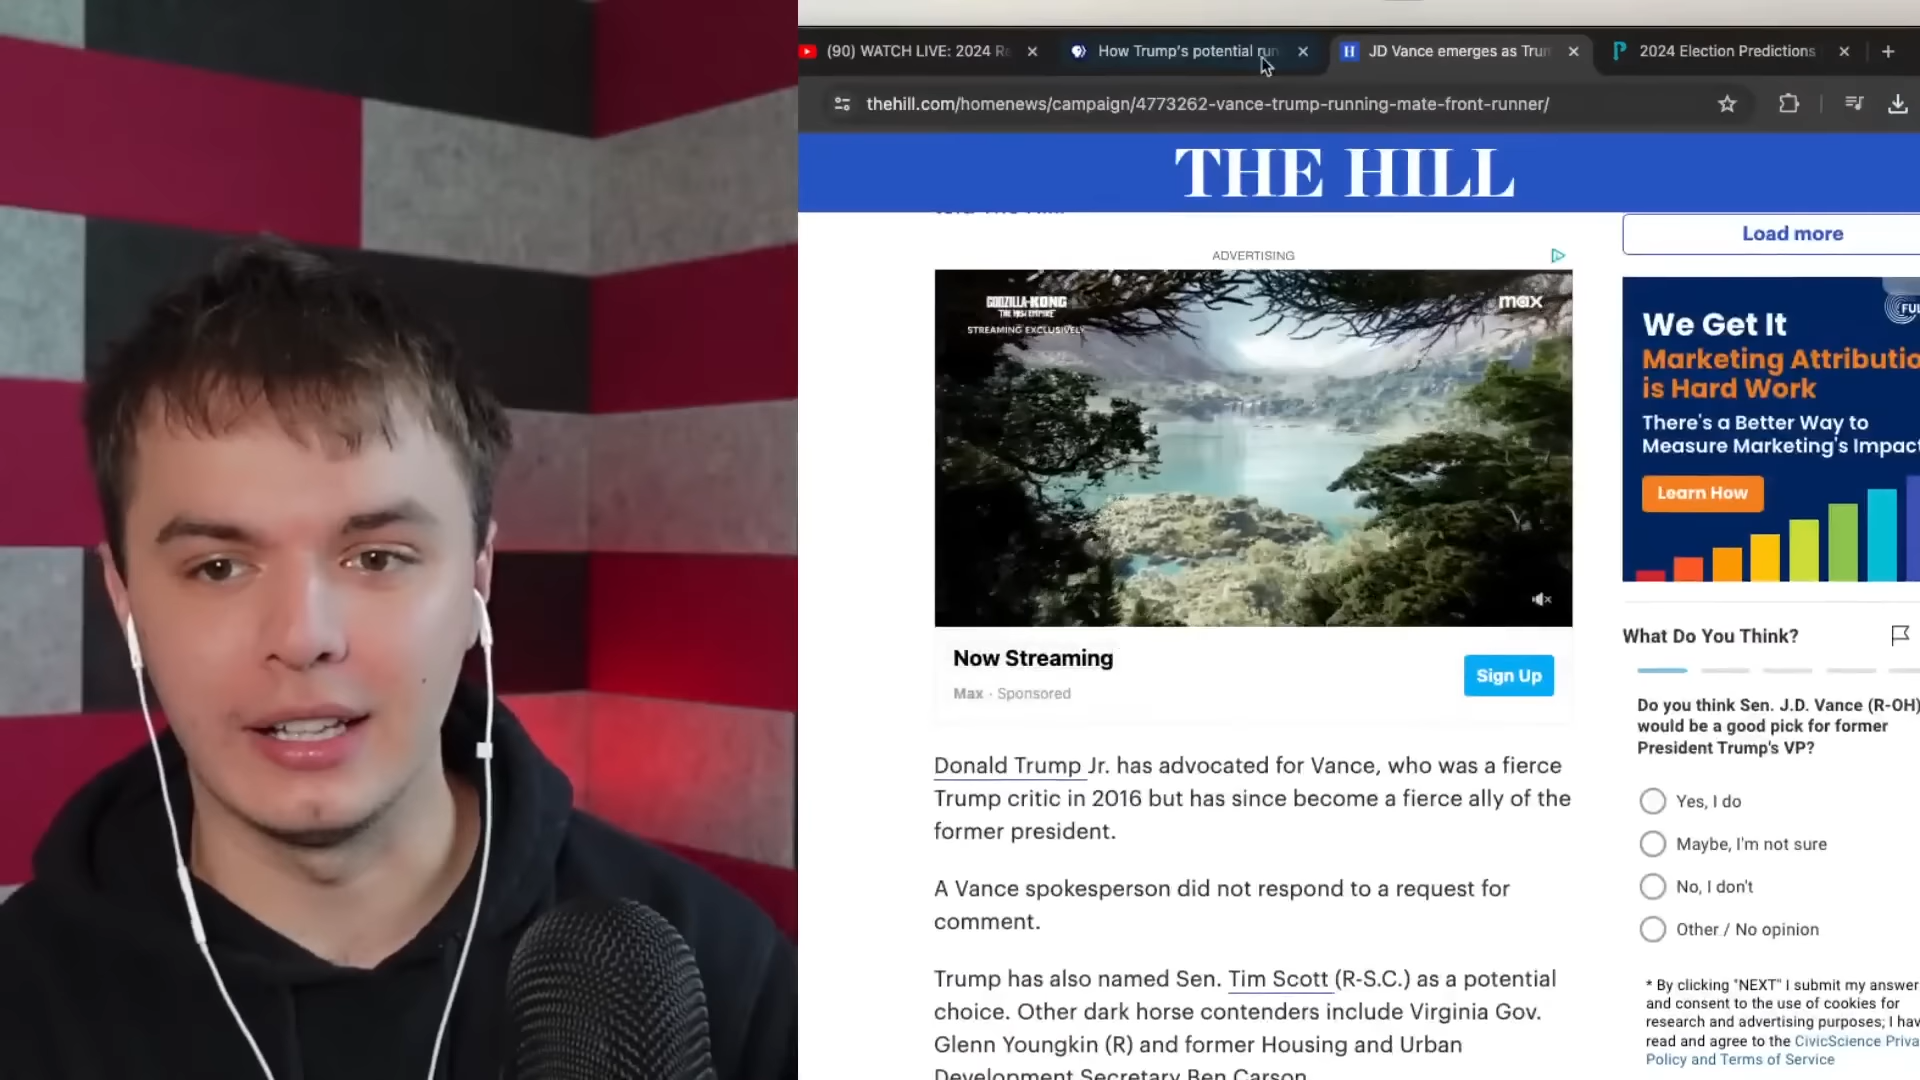 (90) WATCH LIVE: 2024 R
How Trump's potential run
JD Vance emerges as Tru
2024 Election Predictions
thehill.com/homenews/campaign/4773262-vance-trump-running-mate-front-runner/
THE HILL
Load more
ADVERTISING
GODZILLA-KONG
THE NEW EMPIRE
STREAMING EXCLUSIVELY
max
FUL
We Get It
Marketing Attributio
is Hard Work
There's a Better Way to
Measure Marketing's Impact
Learn How
Now Streaming
Max · Sponsored
Sign Up
What Do You Think?
Do you think Sen. J.D. Vance (R-OH)
would be a good pick for former
President Trump's VP?
Yes, I do
Maybe, I'm not sure
No, I don't
Other / No opinion
* By clicking "NEXT" I submit my answer
and consent to the use of cookies for
research and advertising purposes; I hav
read and agree to the CivicScience Priva
Policy and Terms of Service
Donald Trump Jr. has advocated for Vance, who was a fierce
Trump critic in 2016 but has since become a fierce ally of the
former president.
A Vance spokesperson did not respond to a request for
comment.
Trump has also named Sen. Tim Scott (R-S.C.) as a potential
choice. Other dark horse contenders include Virginia Gov.
Glenn Youngkin (R) and former Housing and Urban
Development Secretary Ben Carson.